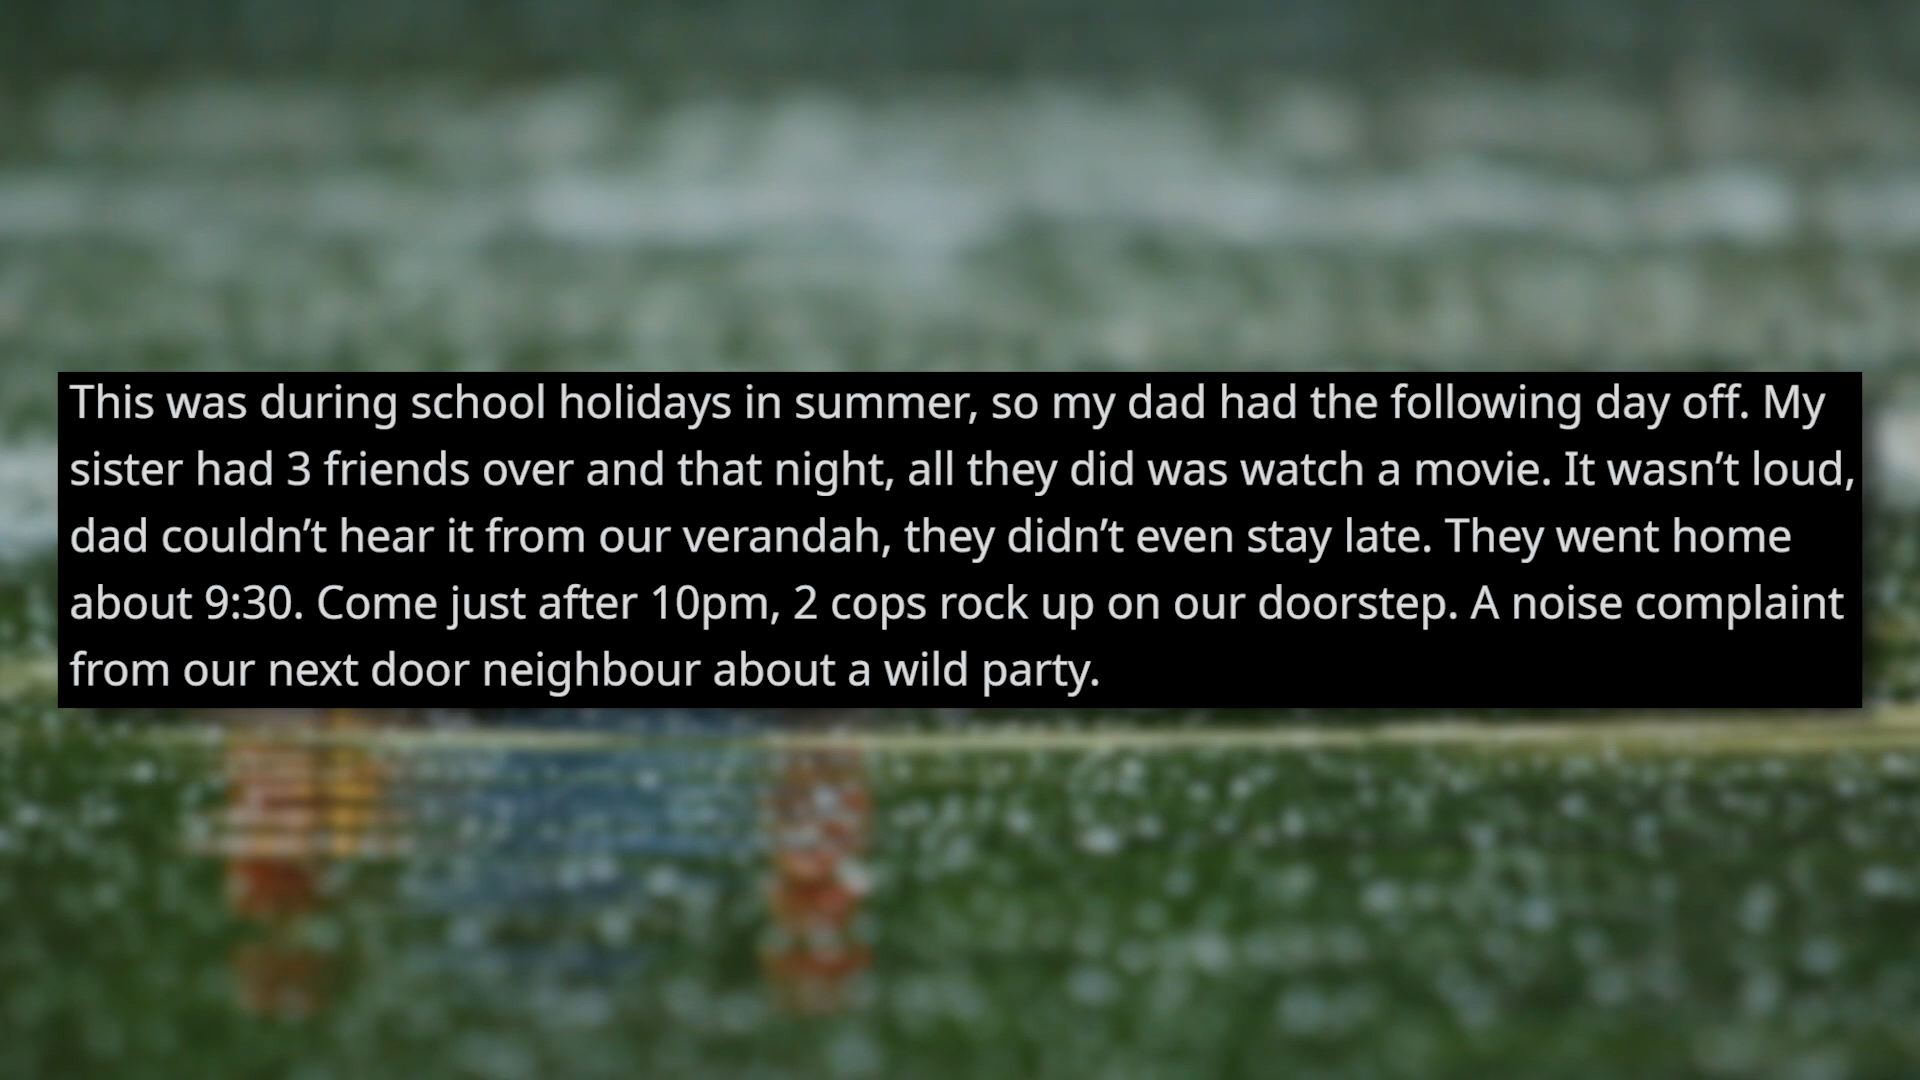 This was during school holidays in summer, so my dad had the following day off. My
sister had 3 friends over and that night, all they did was watch a movie. It wasn’t loud,
dad couldn’t hear it from our verandah, they didn’t even stay late. They went home
about 9:30. Come just after 10pm, 2 cops rock up on our doorstep. A noise complaint
from our next door neighbour about a wild party.